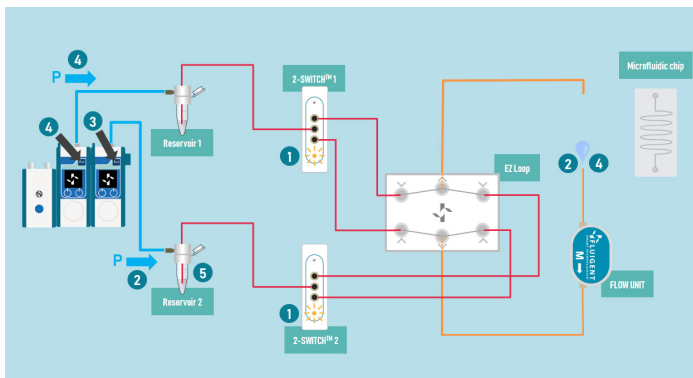 4
P
2-SWITCH™ 1
Microfluidic chip
4
3
Reservoir 1
1
EZ Loop
2
4
P
2
5
Reservoir 2
1
2-SWITCH™ 2
FLUIGENT
M
FLOW UNIT